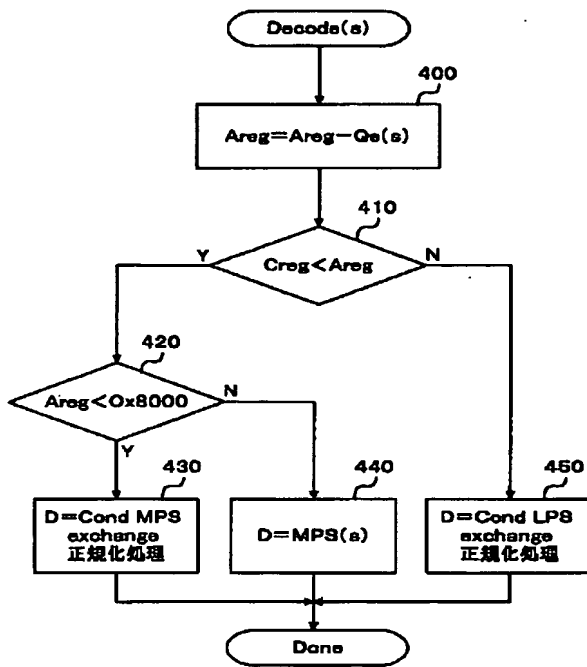 Decode(s)
400
Areg=Areg-Qe(s)
410
Y
Creg<Areg
N
420
Areg<0x8000
N
Y
430
440
450
D=Cond MPS
exchange
正規化処理
D=MPS(s)
D=Cond LPS
exchange
正規化処理
Done